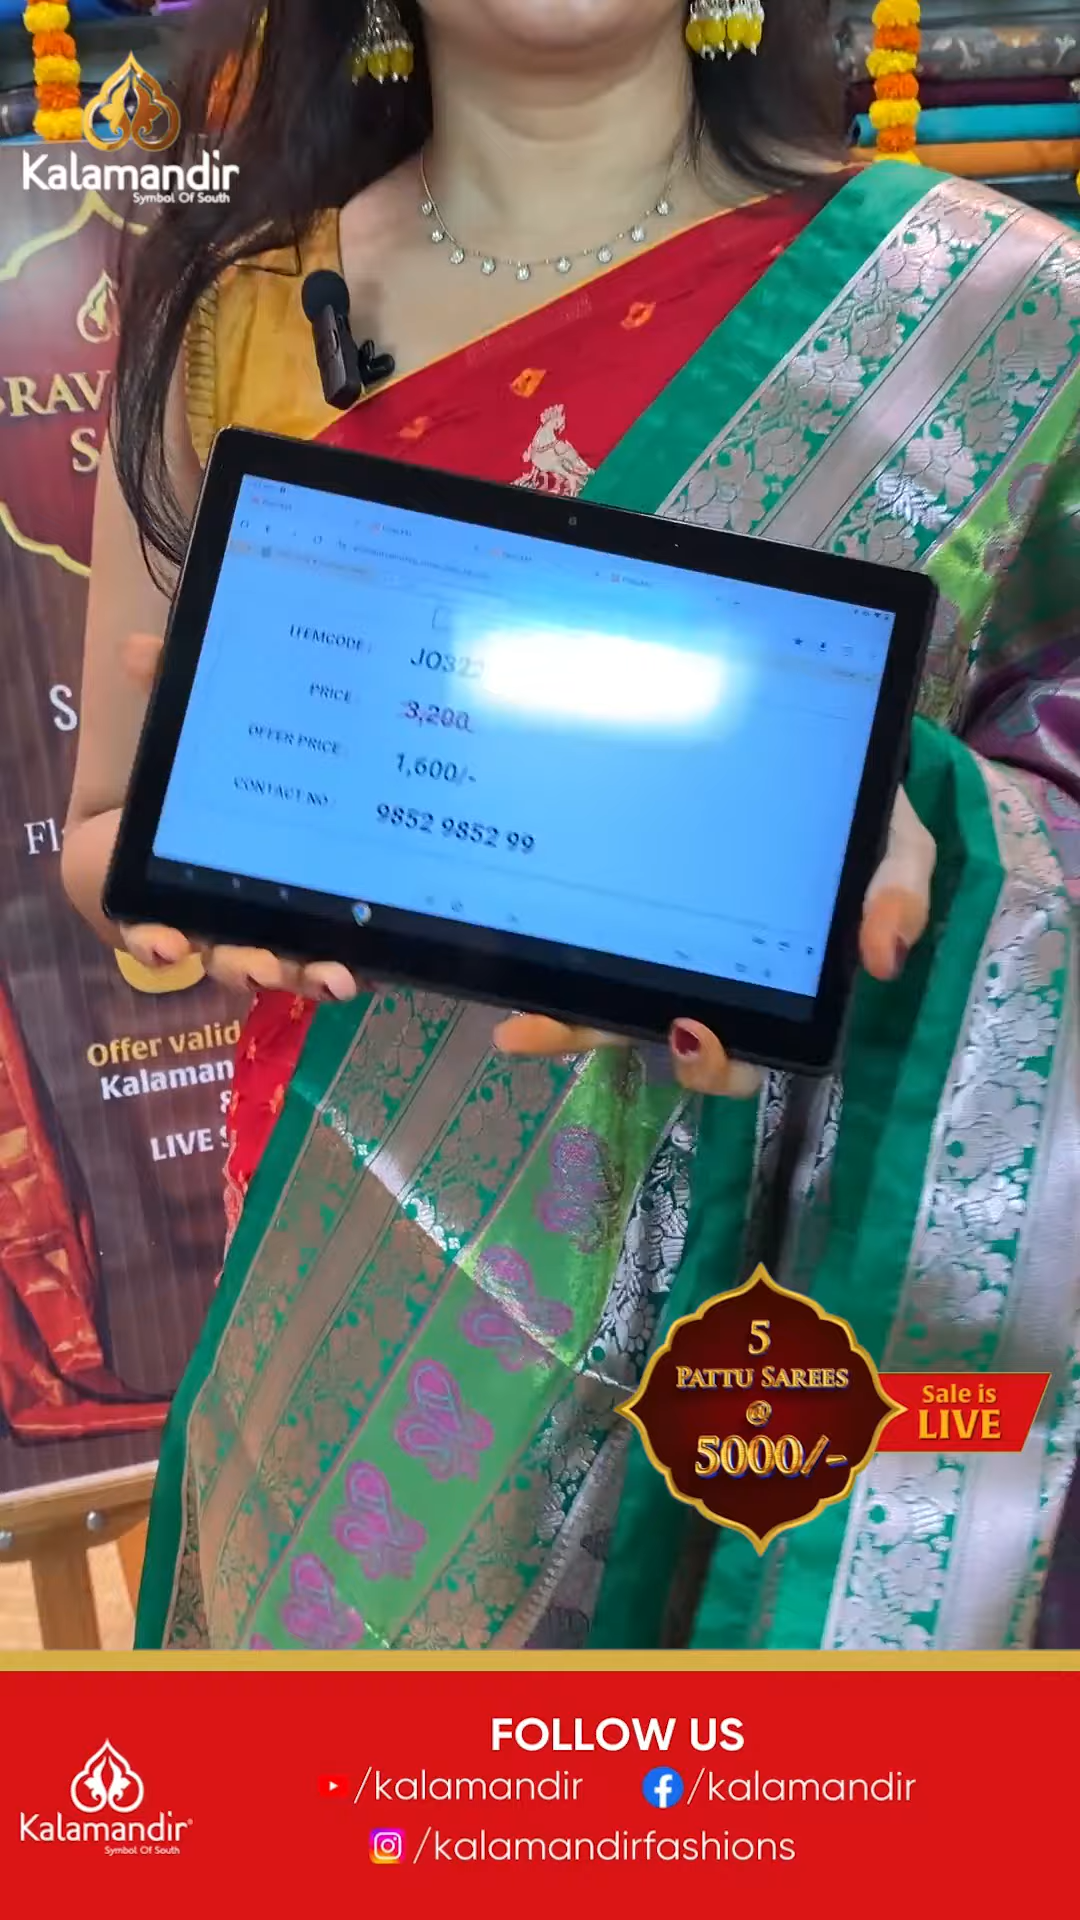 Kalamandir
Symbol Of South
BRAV
S
Offer valid
Kalaman
LIVE S
ITEMCODE :
PRICE
3,200
OFFER PRICE :
1,600/-
CONTACT NO :
9852 9852 99
5
PATTU SAREES
@
5000/-
Sale is
LIVE
FOLLOW US
/kalamandir
/kalamandir
/kalamandirfashions
Kalamandir
Symbol Of South